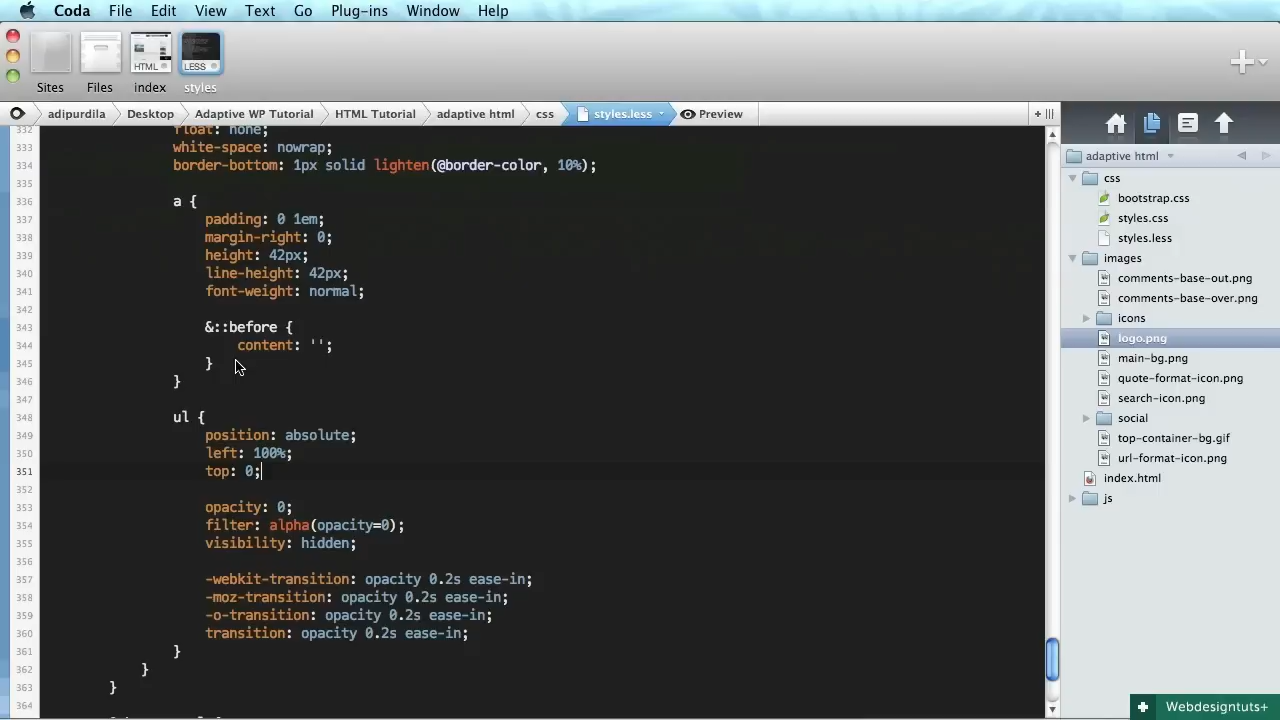 Coda File Edit View Text Go Plug-ins Window Help
HTML LESS
Sites Files index styles
adipurdila Desktop Adaptive WP Tutorial HTML Tutorial adaptive html css styles.less Preview
332 float: none;
333 white-space: nowrap;
334 border-bottom: 1px solid lighten(@border-color, 10%);
335
336 a {
337 padding: 0 1em;
338 margin-right: 0;
339 height: 42px;
340 line-height: 42px;
341 font-weight: normal;
342
343 &::before {
344 content: '';
345 }
346 }
347
348 ul {
349 position: absolute;
350 left: 100%;
351 top: 0;
352
353 opacity: 0;
354 filter: alpha(opacity=0);
355 visibility: hidden;
356
357 -webkit-transition: opacity 0.2s ease-in;
358 -moz-transition: opacity 0.2s ease-in;
359 -o-transition: opacity 0.2s ease-in;
360 transition: opacity 0.2s ease-in;
361 }
362 }
363 }
364
adaptive html
css
bootstrap.css
styles.css
styles.less
images
comments-base-out.png
comments-base-over.png
icons
logo.png
main-bg.png
quote-format-icon.png
search-icon.png
social
top-container-bg.gif
url-format-icon.png
index.html
js
Webdesigntuts+